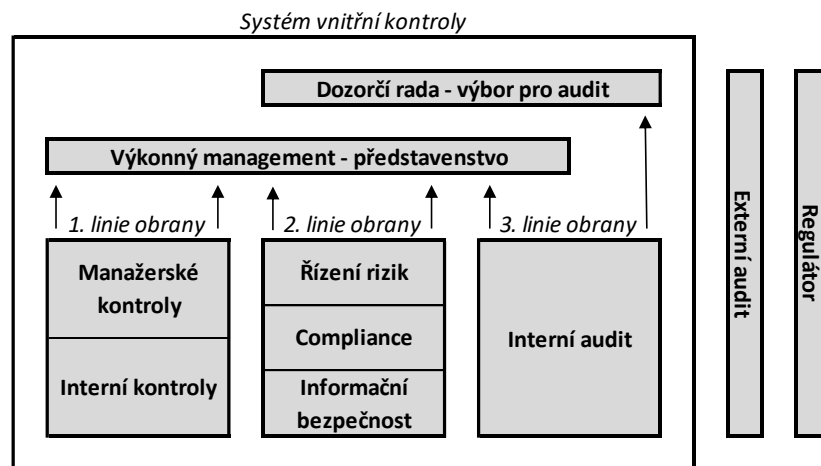 Systém vnitřní kontroly
Dozorčí rada - výbor pro audit
Výkonný management - představenstvo
1. linie obrany
2. linie obrany
3. linie obrany
Manažerské
kontroly
Interní kontroly
Řízení rizik
Compliance
Informační
bezpečnost
Interní audit
Externí audit
Regulátor